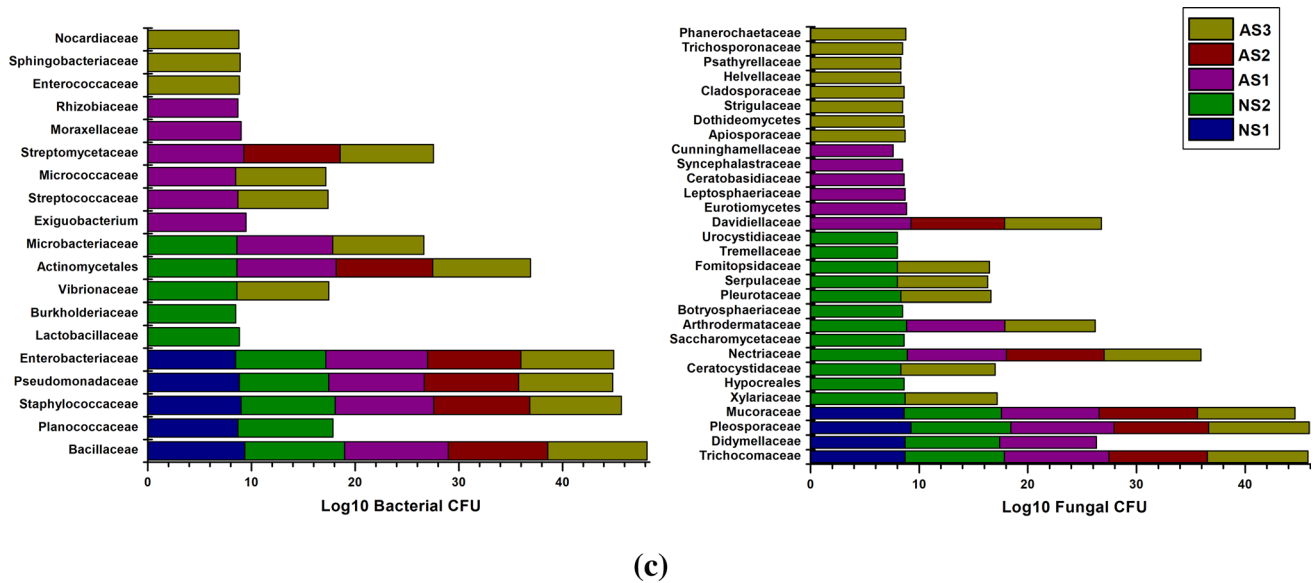 Nocardiaceae
Sphingobacteriaceae
Enterococcaceae
Rhizobiaceae
Moraxellaceae
Streptomycetaceae
Micrococcaceae
Streptococcaceae
Exiguobacterium
Microbacteriaceae
Actinomycetales
Vibrionaceae
Burkholderiaceae
Lactobacillaceae
Enterobacteriaceae
Pseudomonadaceae
Staphylococcaceae
Planococcaceae
Bacillaceae
0 10 20 30 40
Log10 Bacterial CFU
Phanerochaetaceae
Trichosporonaceae
Psathyrellaceae
Helvellaceae
Cladosporaceae
Strigulaceae
Dothideomycetes
Apiosporaceae
Cunninghamellaceae
Syncephalastraceae
Ceratobasidiaceae
Leptosphaeriaceae
Eurotiomycetes
Davidiellaceae
Urocystidiaceae
Tremellaceae
Fomitopsidaceae
Serpulaceae
Pleurotaceae
Botryosphaeriaceae
Arthrodermataceae
Saccharomycetaceae
Nectriaceae
Ceratocystidaceae
Hypocreales
Xylariaceae
Mucoraceae
Pleosporaceae
Didymellaceae
Trichocomaceae
0 10 20 30 40
Log10 Fungal CFU
AS3
AS2
AS1
NS2
NS1
(c)